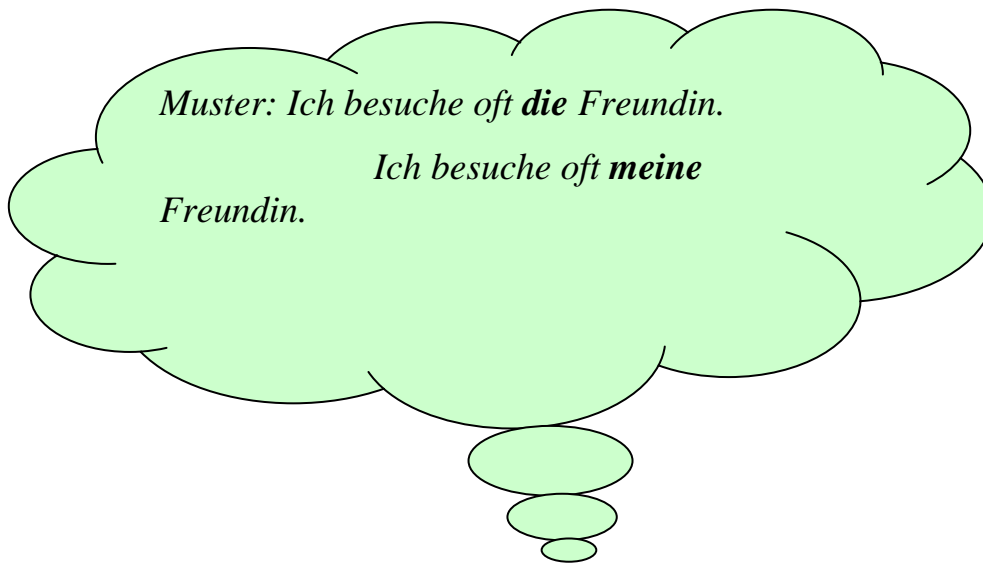 Muster: Ich besuche oft die Freundin.
Ich besuche oft meine
Freundin.